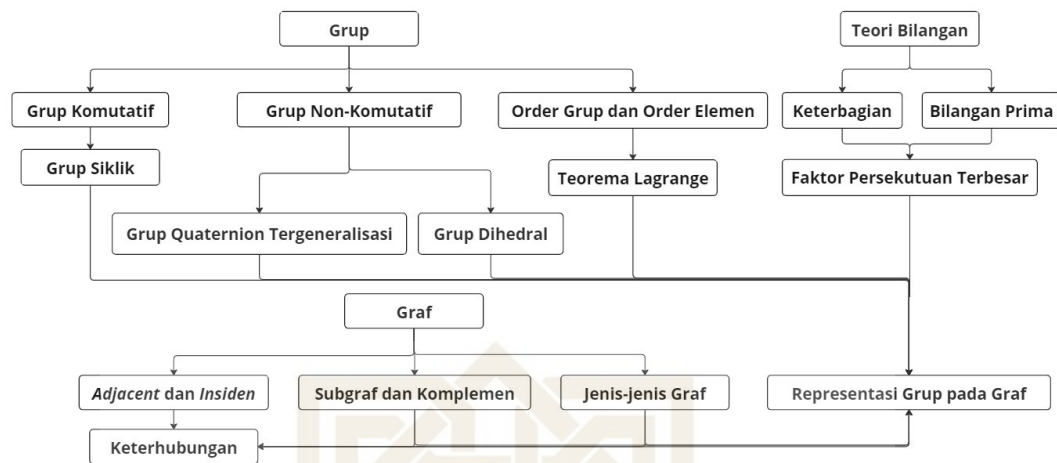 Grup
Teori Bilangan
Grup Komutatif
Grup Non-Komutatif
Order Grup dan Order Elemen
Keterbagian
Bilangan Prima
Grup Siklik
Teorema Lagrange
Faktor Persekutuan Terbesar
Grup Quaternion Tergeneralisasi
Grup Dihedral
Graf
Adjacent dan Insiden
Subgraf dan Komplemen
Jenis-jenis Graf
Representasi Grup pada Graf
Keterhubungan